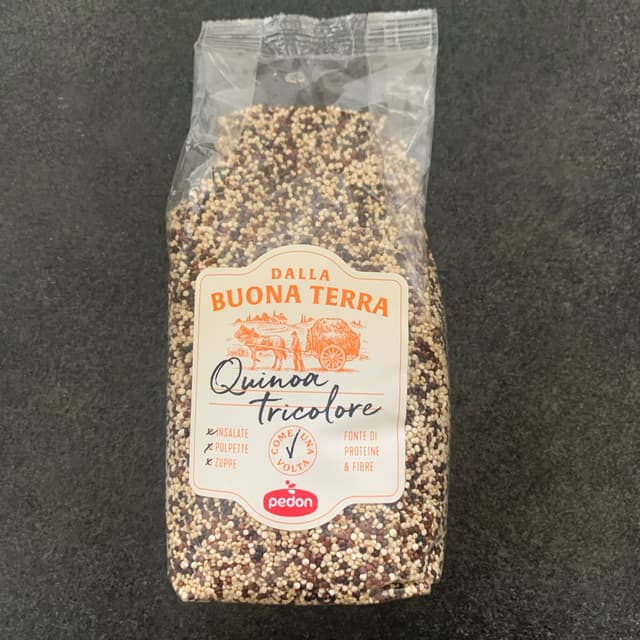 DALLA
BUONA TERRA
Quinoa
tricolore
INSALATE
POLPETTE
ZUPPE
COME UNA
VOLTA
FONTE DI
PROTEINE
& FIBRE
pedon